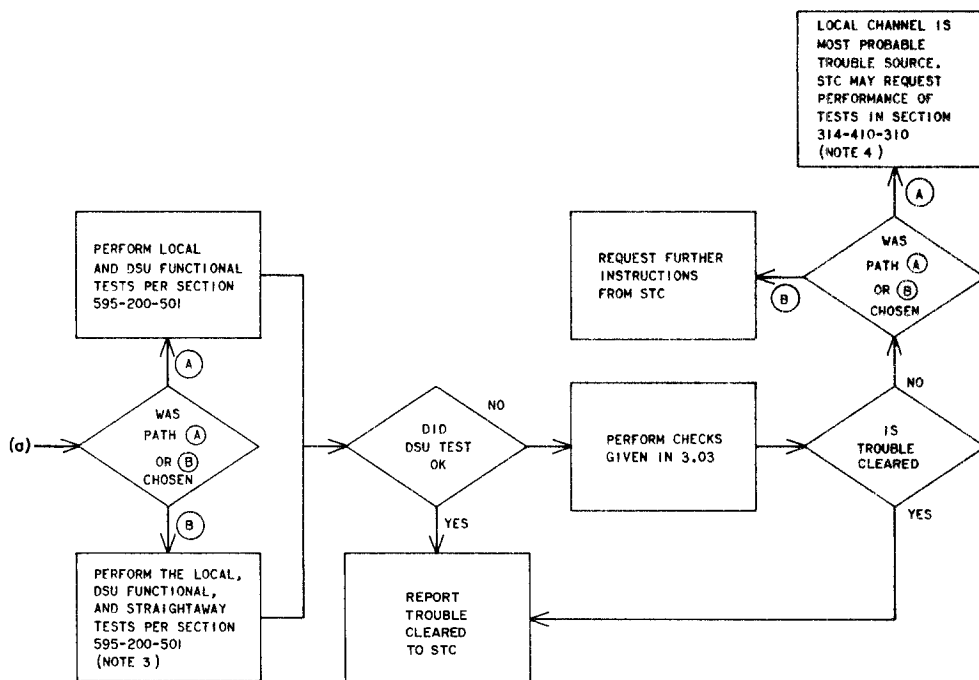 LOCAL CHANNEL IS
MOST PROBABLE
TROUBLE SOURCE.
STC MAY REQUEST
PERFORMANCE OF
TESTS IN SECTION
314-410-310
(NOTE 4)
A
PERFORM LOCAL
AND DSU FUNCTIONAL
TESTS PER SECTION
595-200-501
REQUEST FURTHER
INSTRUCTIONS
FROM STC
B
WAS
PATH A
OR B
CHOSEN
A
NO
(a)
WAS
PATH A
OR B
CHOSEN
DID
DSU TEST
OK
NO
PERFORM CHECKS
GIVEN IN 3.03
IS
TROUBLE
CLEARED
B
YES
YES
PERFORM THE LOCAL,
DSU FUNCTIONAL,
AND STRAIGHTAWAY
TESTS PER SECTION
595-200-501
(NOTE 3)
REPORT
TROUBLE
CLEARED
TO STC